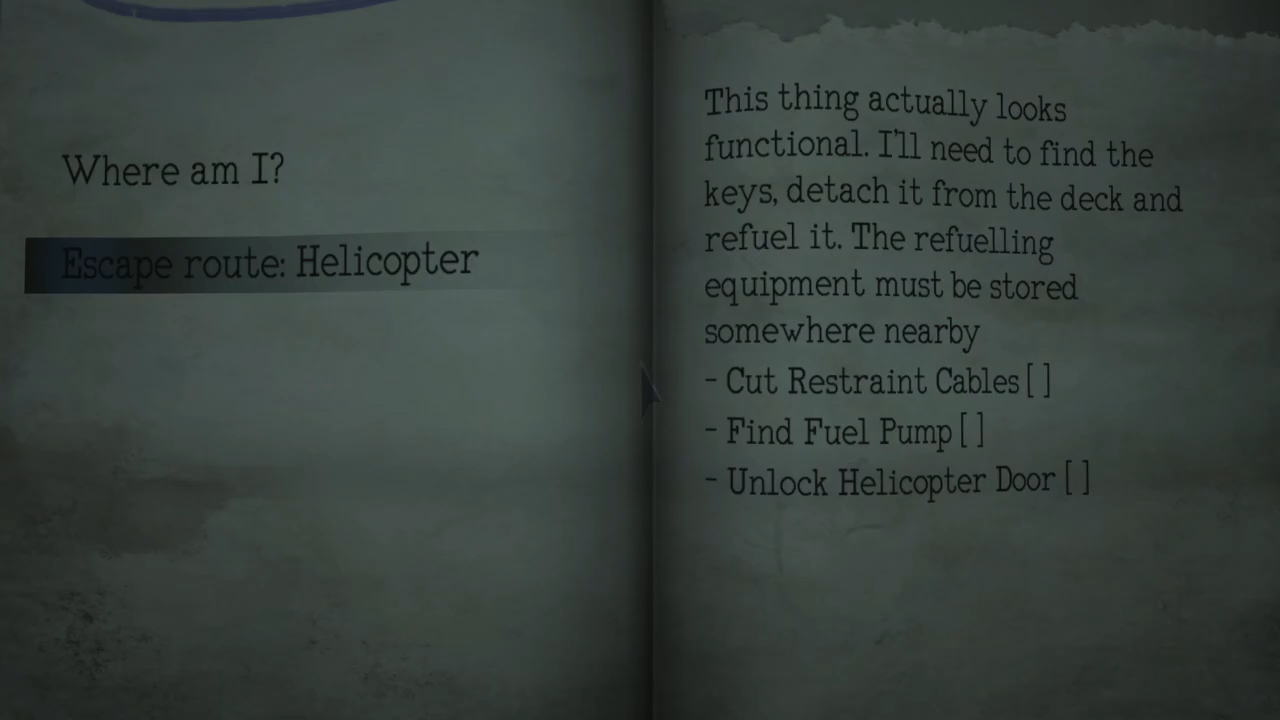 Where am I?
Escape route: Helicopter
This thing actually looks
functional. I'll need to find the
keys, detach it from the deck and
refuel it. The refuelling
equipment must be stored
somewhere nearby
- Cut Restraint Cables [ ]
- Find Fuel Pump [ ]
- Unlock Helicopter Door [ ]